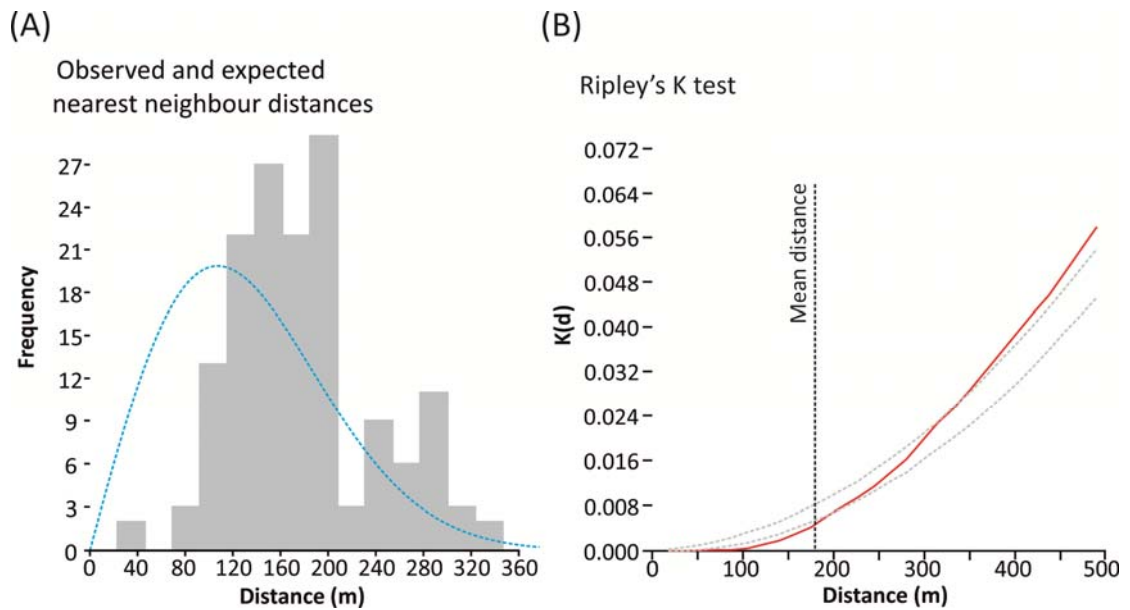 (A)
Observed and expected
nearest neighbour distances
27
24
21
18
15
12
9
6
3
0
Frequency
0 40 80 120 160 200 240 280 320 360
Distance (m)
(B)
Ripley's K test
0.072
0.064
0.056
0.048
0.040
0.032
0.024
0.016
0.008
0.000
K(d)
Mean distance
0 100 200 300 400 500
Distance (m)